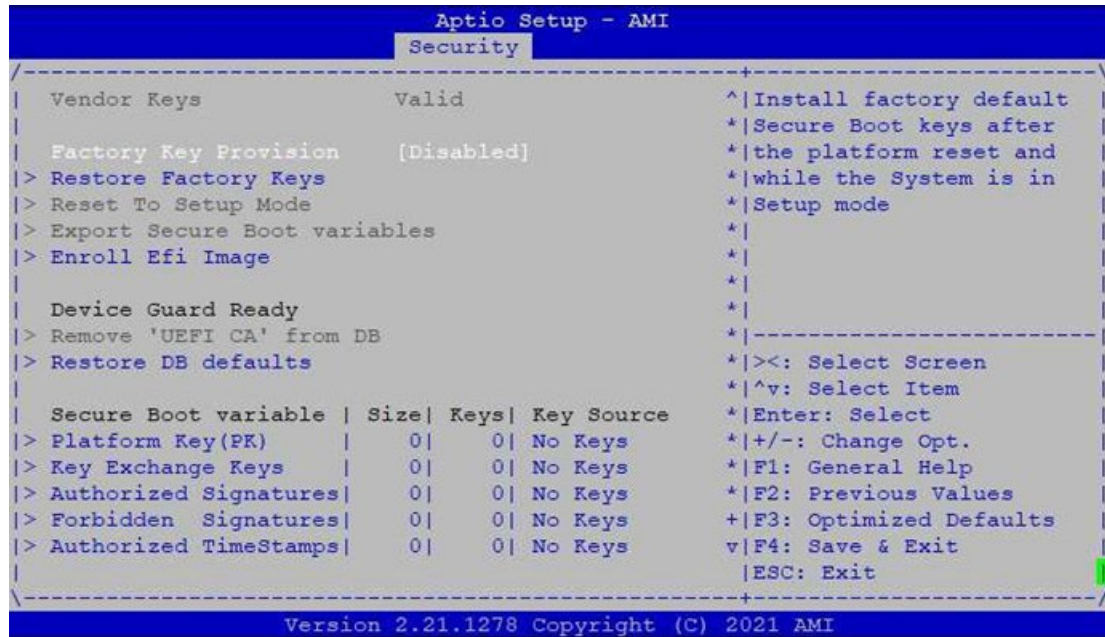 Aptio Setup - AMI
Security
Vendor Keys Valid
Factory Key Provision [Disabled]
> Restore Factory Keys
> Reset To Setup Mode
> Export Secure Boot variables
> Enroll Efi Image
Device Guard Ready
> Remove 'UEFI CA' from DB
> Restore DB defaults
Secure Boot variable | Size| Keys| Key Source
> Platform Key(PK) | 0| 0| No Keys
> Key Exchange Keys | 0| 0| No Keys
> Authorized Signatures| 0| 0| No Keys
> Forbidden Signatures| 0| 0| No Keys
> Authorized TimeStamps| 0| 0| No Keys
Install factory default
Secure Boot keys after
the platform reset and
while the System is in
Setup mode
><: Select Screen
^v: Select Item
Enter: Select
+/-: Change Opt.
F1: General Help
F2: Previous Values
F3: Optimized Defaults
F4: Save & Exit
ESC: Exit
Version 2.21.1278 Copyright (C) 2021 AMI